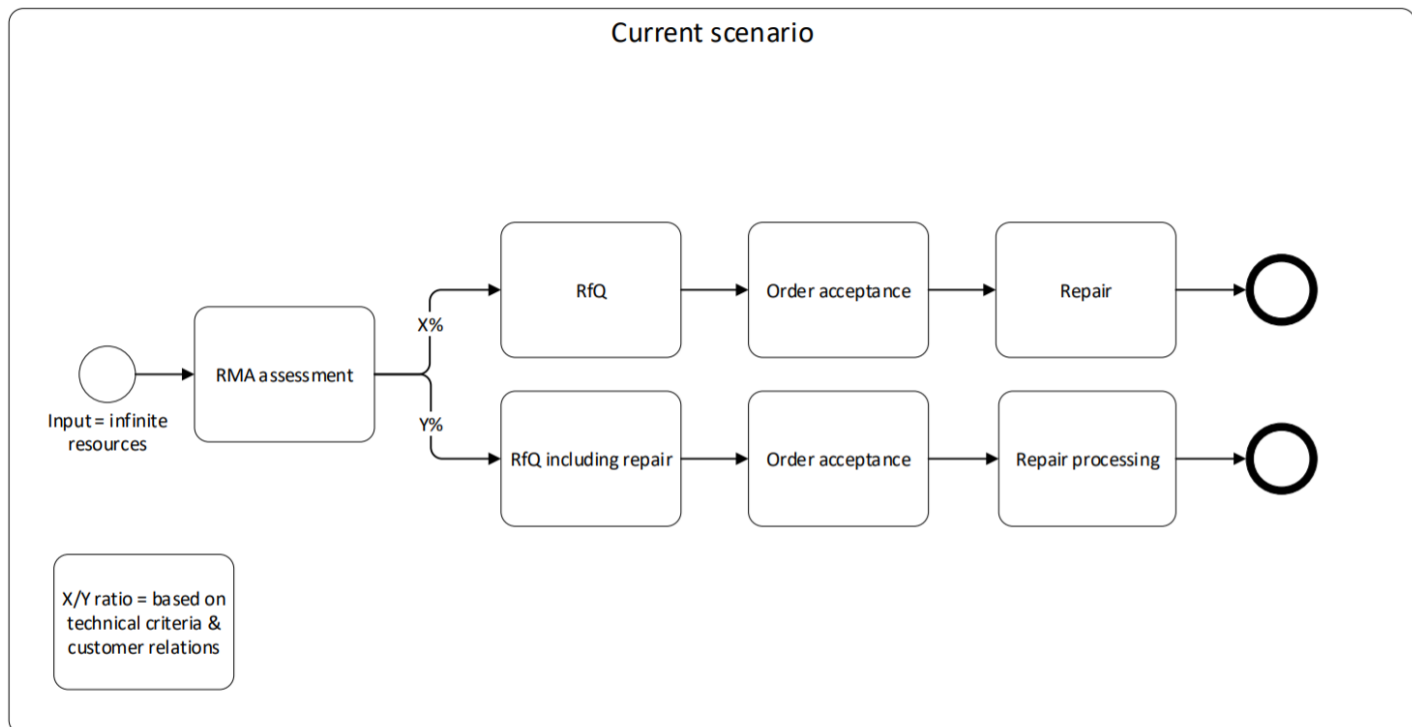 Current scenario
RfQ
Order acceptance
Repair
X%
RMA assessment
Input = infinite
resources
Y%
RfQ including repair
Order acceptance
Repair processing
X/Y ratio = based on
technical criteria &
customer relations